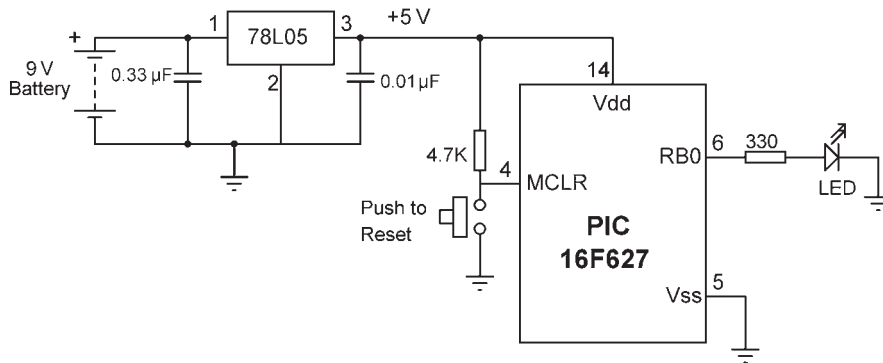 +
9 V
Battery
0.33 µF
1
78L05
3
2
+5 V
0.01µF
4.7K
4
Push to
Reset
14
Vdd
MCLR
RB0
6
330
LED
PIC
16F627
Vss
5